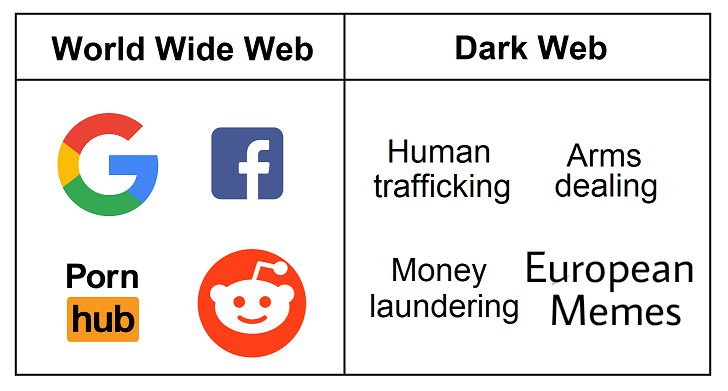 World Wide Web
Dark Web
Porn
hub
Human
trafficking
Arms
dealing
Money
laundering
European
Memes